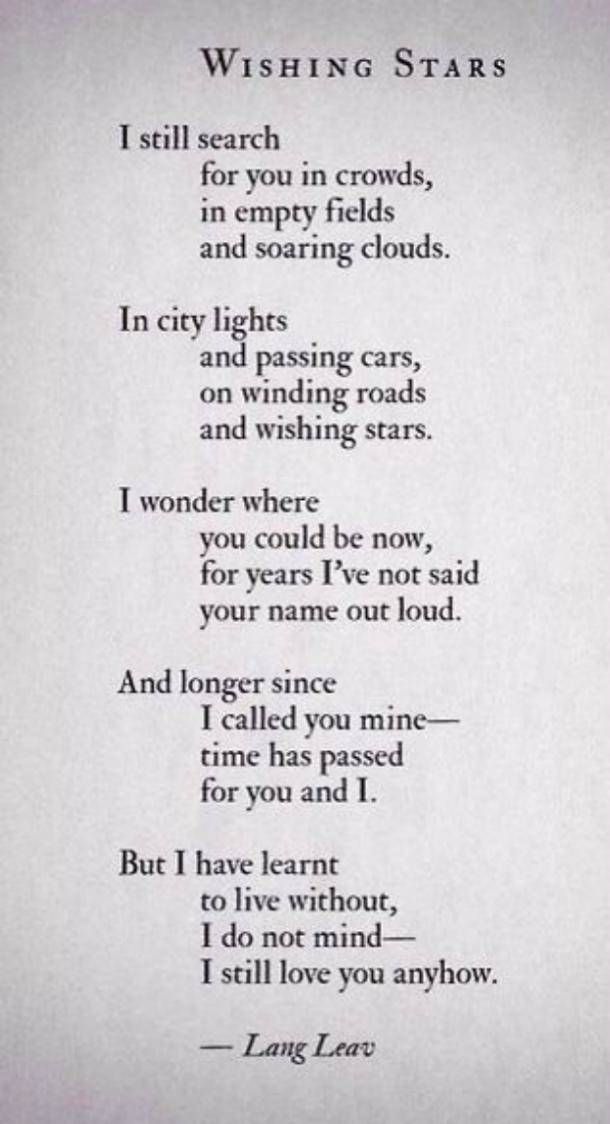 Wishing Stars
I still search
for you in crowds,
in empty fields
and soaring clouds.
In city lights
and passing cars,
on winding roads
and wishing stars.
I wonder where
you could be now,
for years I've not said
your name out loud.
And longer since
I called you mine—
time has passed
for you and I.
But I have learnt
to live without,
I do not mind—
I still love you anyhow.
— Lang Leav